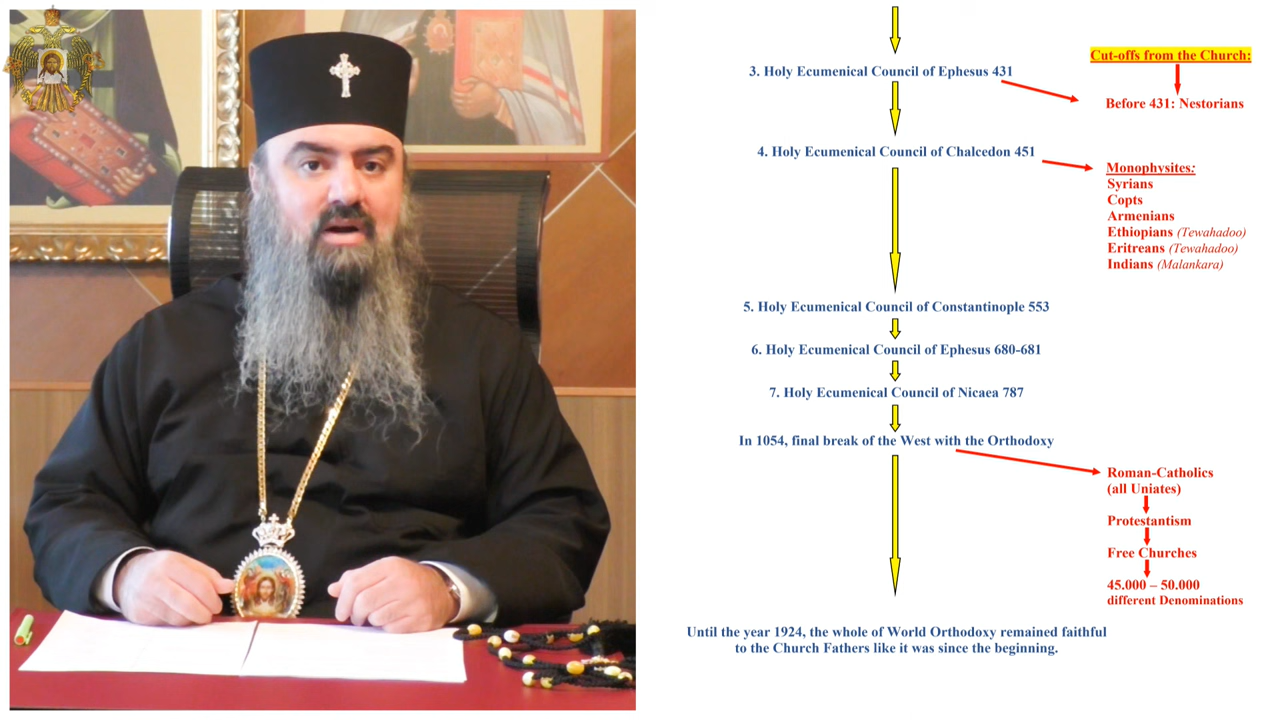 3. Holy Ecumenical Council of Ephesus 431
Cut-offs from the Church:
Before 431: Nestorians
4. Holy Ecumenical Council of Chalcedon 451
Monophysites:
Syrians
Copts
Armenians
Ethiopians (Tewahadoo)
Eritreans (Tewahadoo)
Indians (Malankara)
5. Holy Ecumenical Council of Constantinople 553
6. Holy Ecumenical Council of Ephesus 680-681
7. Holy Ecumenical Council of Nicaea 787
In 1054, final break of the West with the Orthodoxy
Roman-Catholics
(all Uniates)
Protestantism
Free Churches
45.000 – 50.000
different Denominations
Until the year 1924, the whole of World Orthodoxy remained faithful
to the Church Fathers like it was since the beginning.